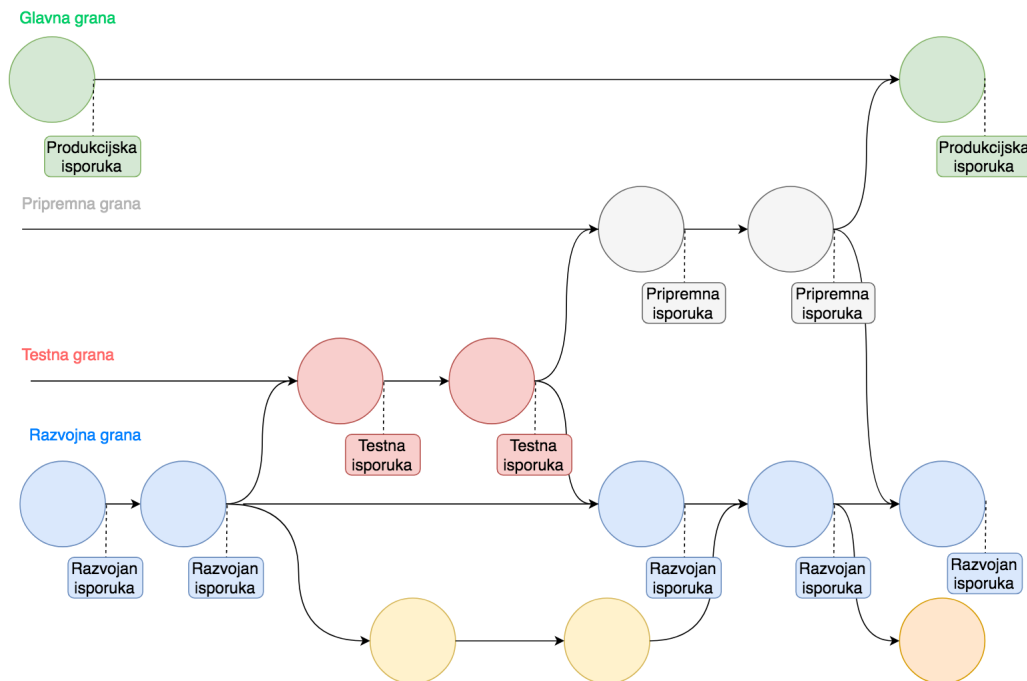 Glavna grana
Produkcijska
isporuka
Produkcijska
isporuka
Pripremna grana
Pripremna
isporuka
Pripremna
isporuka
Testna grana
Testna
isporuka
Testna
isporuka
Razvojna grana
Razvojan
isporuka
Razvojan
isporuka
Razvojan
isporuka
Razvojan
isporuka
Razvojan
isporuka